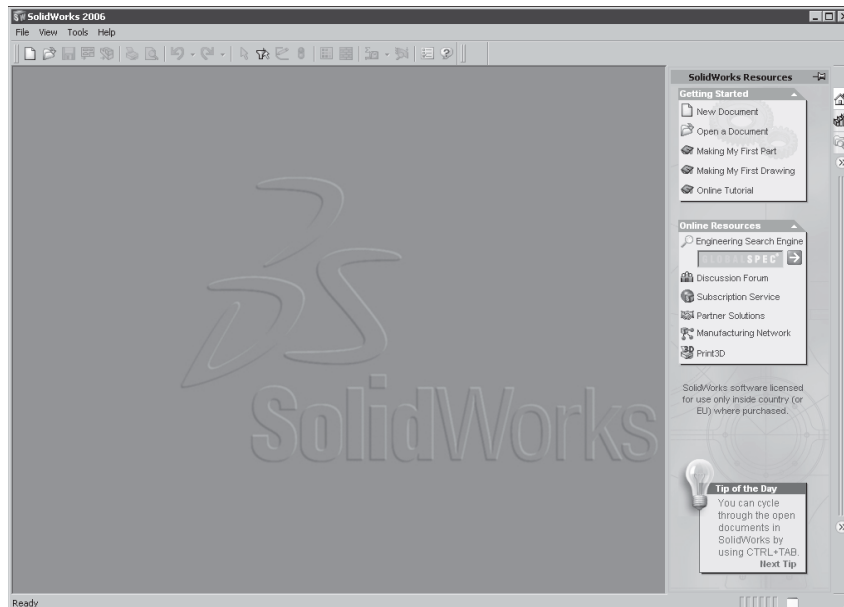 SolidWorks 2006
File View Tools Help
SolidWorks Resources
Getting Started
New Document
Open a Document
Making My First Part
Making My First Drawing
Online Tutorial
Online Resources
Engineering Search Engine
GLOBALSPEC
Discussion Forum
Subscription Service
Partner Solutions
Manufacturing Network
Print3D
SolidWorks software licensed
for use only inside country (or
EU) where purchased.
Tip of the Day
You can cycle
through the open
documents in
SolidWorks by
using CTRL+TAB.
Next Tip
SolidWorks
Ready